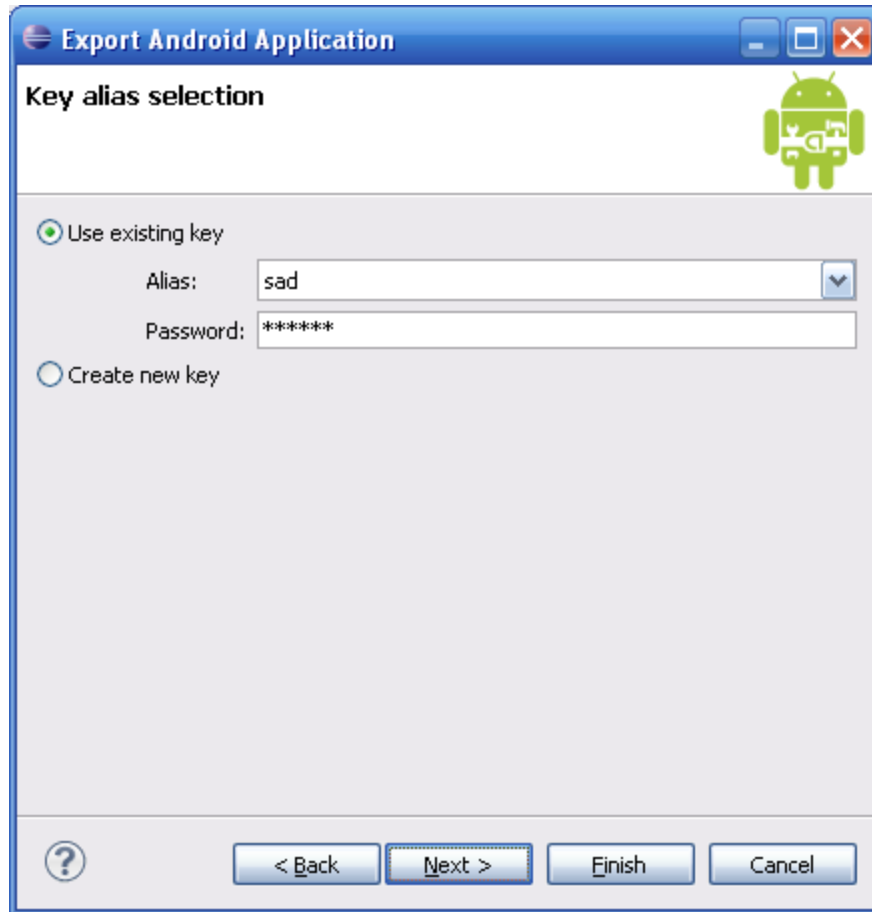 Export Android Application
Key alias selection
Use existing key
Alias: sad
Password: ******
Create new key
? < Back Next > Finish Cancel